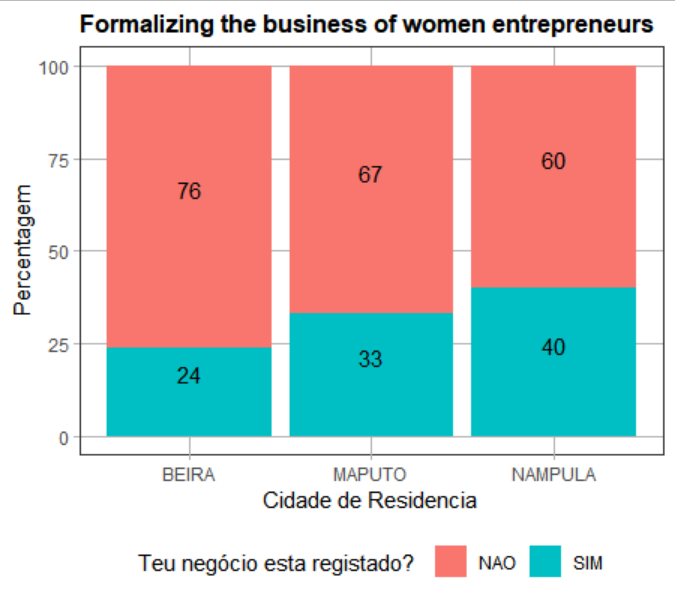 Formalizing the business of women entrepreneurs
Percentagem
100
75
50
25
0
76
67
60
24
33
40
BEIRA MAPUTO NAMPULA
Cidade de Residencia
Teu negócio esta registado? NAO SIM